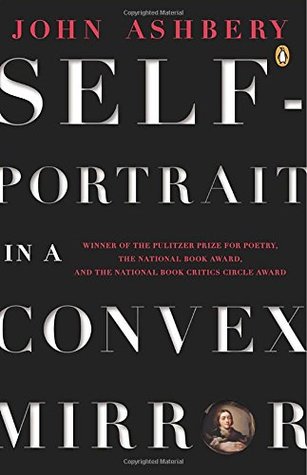 JOHN ASHBERY
SELF-
PORTRAIT
IN A
WINNER OF THE PULITZER PRIZE FOR POETRY,
THE NATIONAL BOOK AWARD,
AND THE NATIONAL BOOK CRITICS CIRCLE AWARD
CONVEX
MIRROR